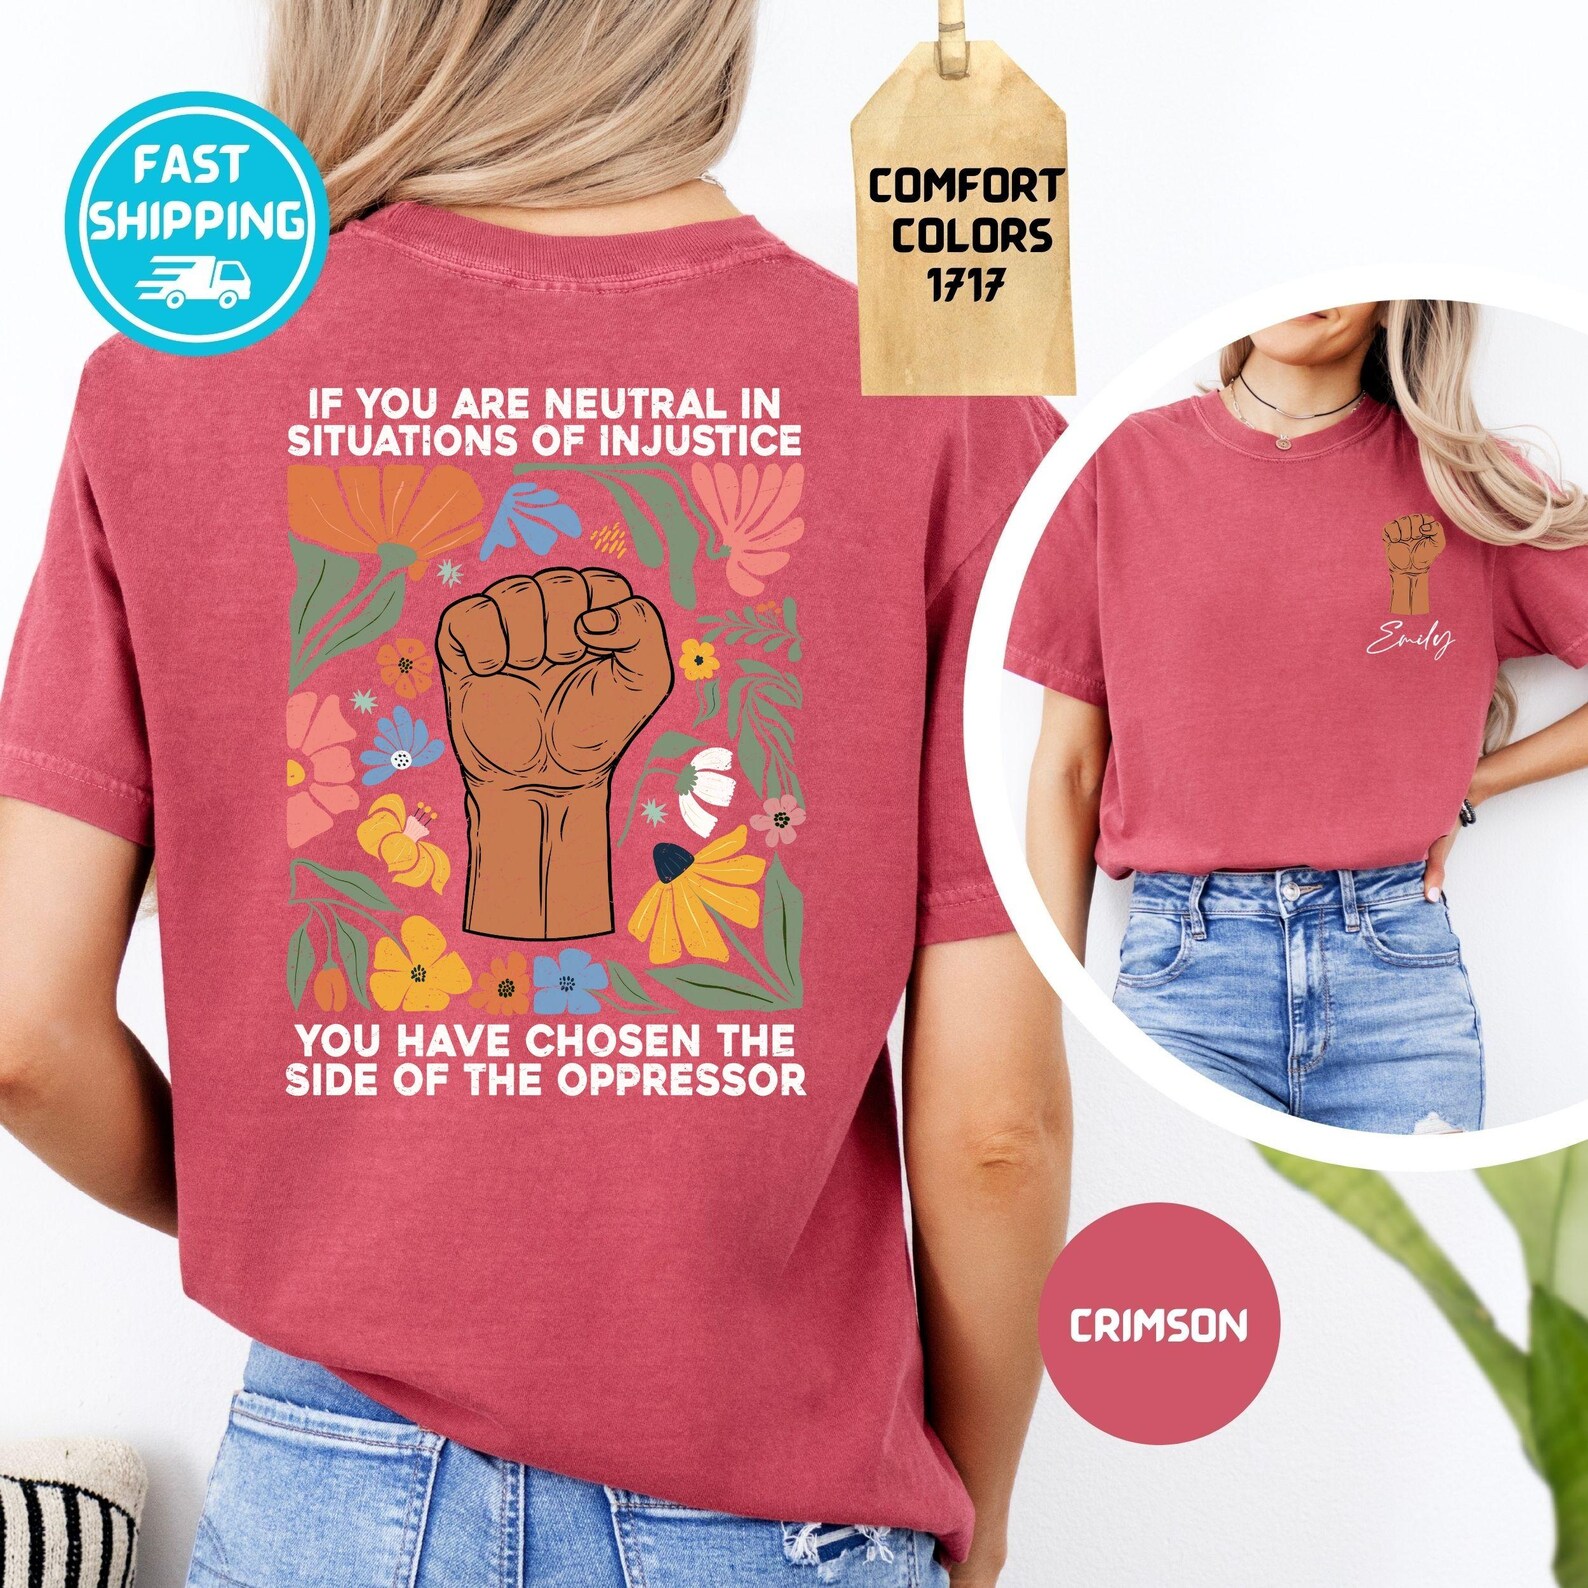 FAST
SHIPPING
COMFORT
COLORS
1717
IF YOU ARE NEUTRAL IN
SITUATIONS OF INJUSTICE
YOU HAVE CHOSEN THE
SIDE OF THE OPPRESSOR
Emily
CRIMSON